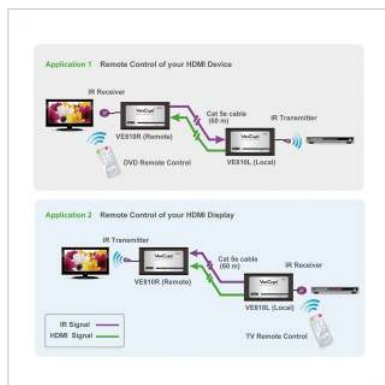 Application 1 Remote Control of your HDMI Device
IR Receiver
Cat 5e cable
(60 m)
IR Transmitter
VE810R (Remote)
VE810L (Local)
DVD Remote Control
Application 2 Remote Control of your HDMI Display
IR Transmitter
Cat 5e cable
(60 m)
IR Receiver
VE810R (Remote)
VE810L (Local)
IR Signal
HDMI Signal
TV Remote Control